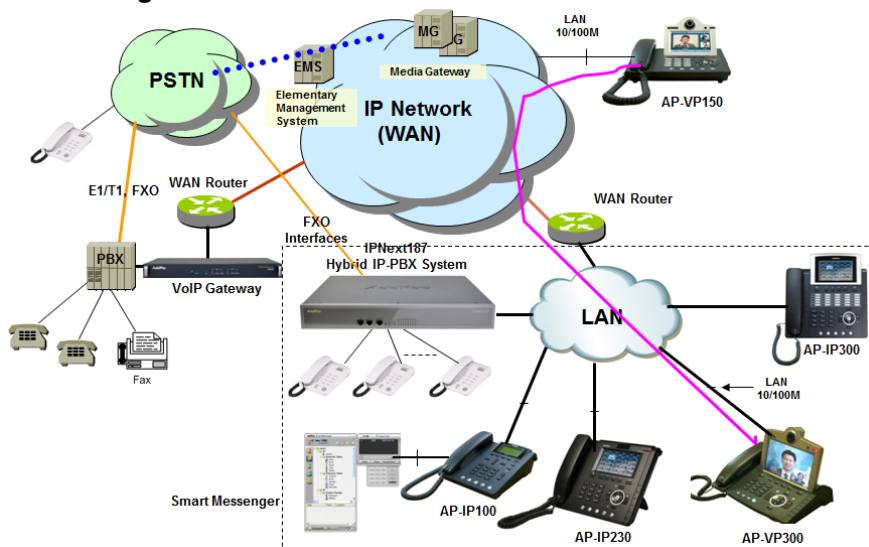 LAN
10/100M
MG
G
Media Gateway
EMS
Elementary
Management
System
PSTN
IP Network
(WAN)
AP-VP150
E1/T1, FXO
WAN Router
WAN Router
FXO
Interfaces
IPNext187
Hybrid IP-PBX System
PBX
VoIP Gateway
Fax
LAN
AP-IP300
LAN
10/100M
Smart Messenger
AP-IP100
AP-IP230
AP-VP300